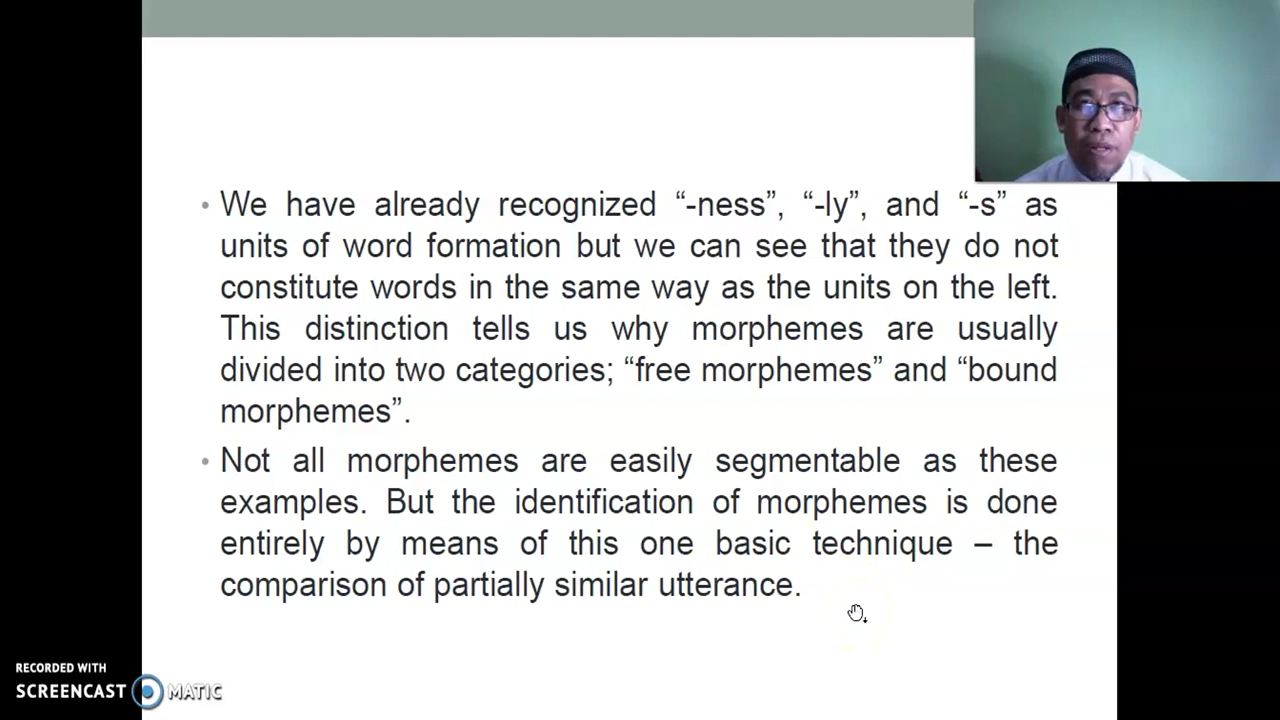 We have already recognized “-ness”, “-ly”, and “-s” as
units of word formation but we can see that they do not
constitute words in the same way as the units on the left.
This distinction tells us why morphemes are usually
divided into two categories; “free morphemes” and “bound
morphemes”.
Not all morphemes are easily segmentable as these
examples. But the identification of morphemes is done
entirely by means of this one basic technique – the
comparison of partially similar utterance.
RECORDED WITH
SCREENCAST MATIC